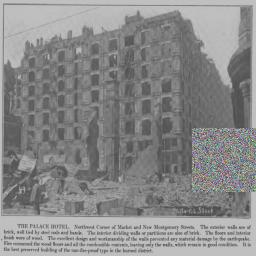 THE PALACE HOTEL. Northwest Corner of Market and New Montgomery Streets. The exterior walls are of
brick, well tied by steel rods and bands. The interior dividing walls or partitions are also of brick. The floors and interior
finish were of wood. The excellent design and workmanship of the walls prevented any material damage by the earthquake.
Fire consumed the wood floors and all the combustible contents, leaving only the walls, which remain in good condition. It is
the best preserved building of the non-fire-proof type in the burned district.